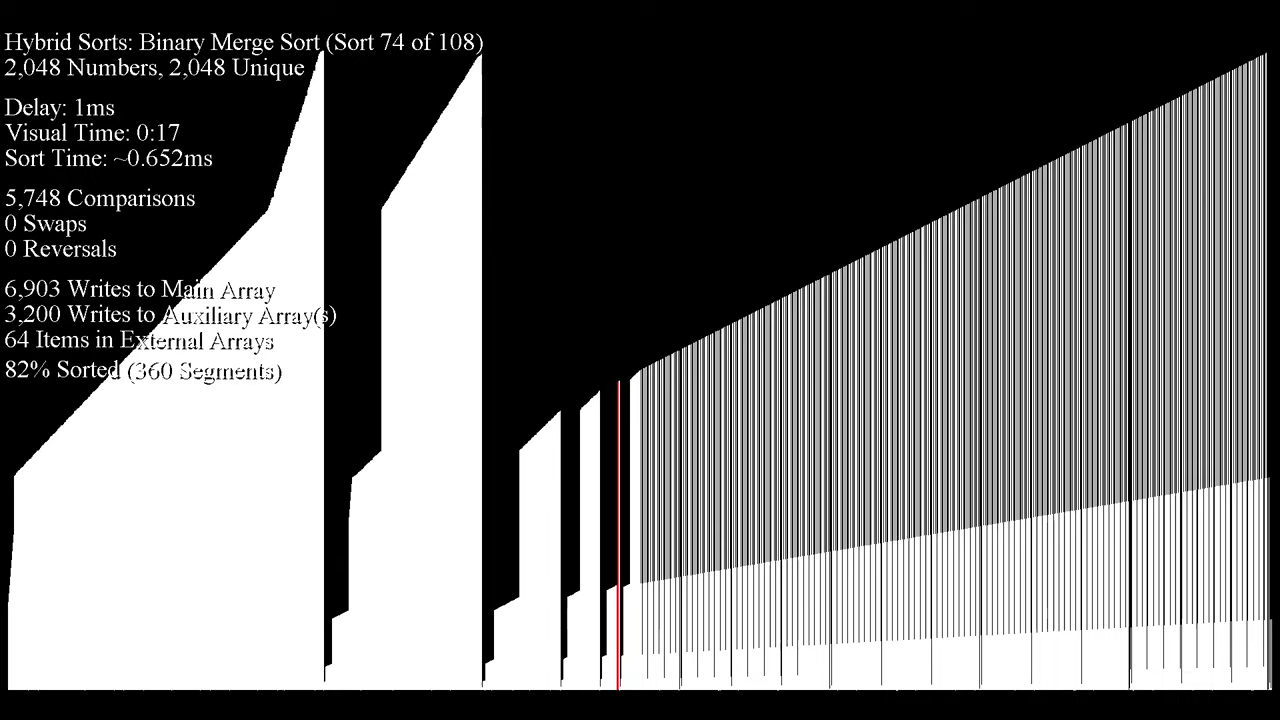 Hybrid Sorts: Binary Merge Sort (Sort 74 of 108)
2,048 Numbers, 2,048 Unique
Delay: 1ms
Visual Time: 0:17
Sort Time: ~0.652ms
5,748 Comparisons
0 Swaps
0 Reversals
6,903 Writes to Main Array
3,200 Writes to Auxiliary Array(s)
64 Items in External Arrays
82% Sorted (360 Segments)